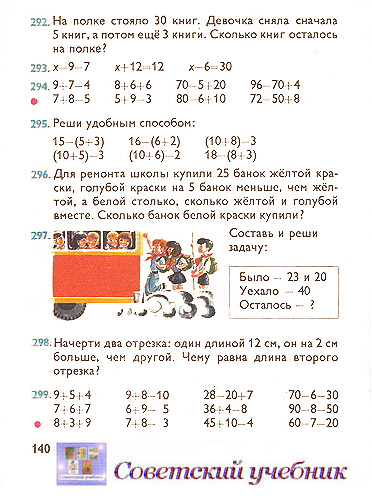 292. На полке стояло 30 книг. Девочка сняла сначала
5 книг, а потом ещё 3 книги. Сколько книг осталось
на полке?
293. x−9=7 x+12=12 x−6=30
294. 9+7−4 8+6+6 70−5+20 96−70+4
7+8−5 5+9−3 80−6+10 72−50+8
295. Реши удобным способом:
15−(5+3) 16−(6+2) (10+8)−3
(10+5)−3 (10+6)−2 18−(8+3)
296. Для ремонта школы купили 25 банок жёлтой кра-
ски, голубой краски на 5 банок меньше, чем жёл-
той, а белой столько, сколько жёлтой и голубой
вместе. Сколько банок белой краски купили?
297. Составь и реши
задачу:
Было — 23 и 20
Уехало — 40
Осталось — ?
298. Начерти два отрезка: один длиной 12 см, он на 2 см
больше, чем другой. Чему равна длина второго
отрезка?
299. 9+5+4 9+8−10 28−20+7 70−6−30
7+6+7 6+9−5 36+4−8 90−8−50
8+3+9 7+8−3 45+10−4 60−7−20
140
Советский учебник